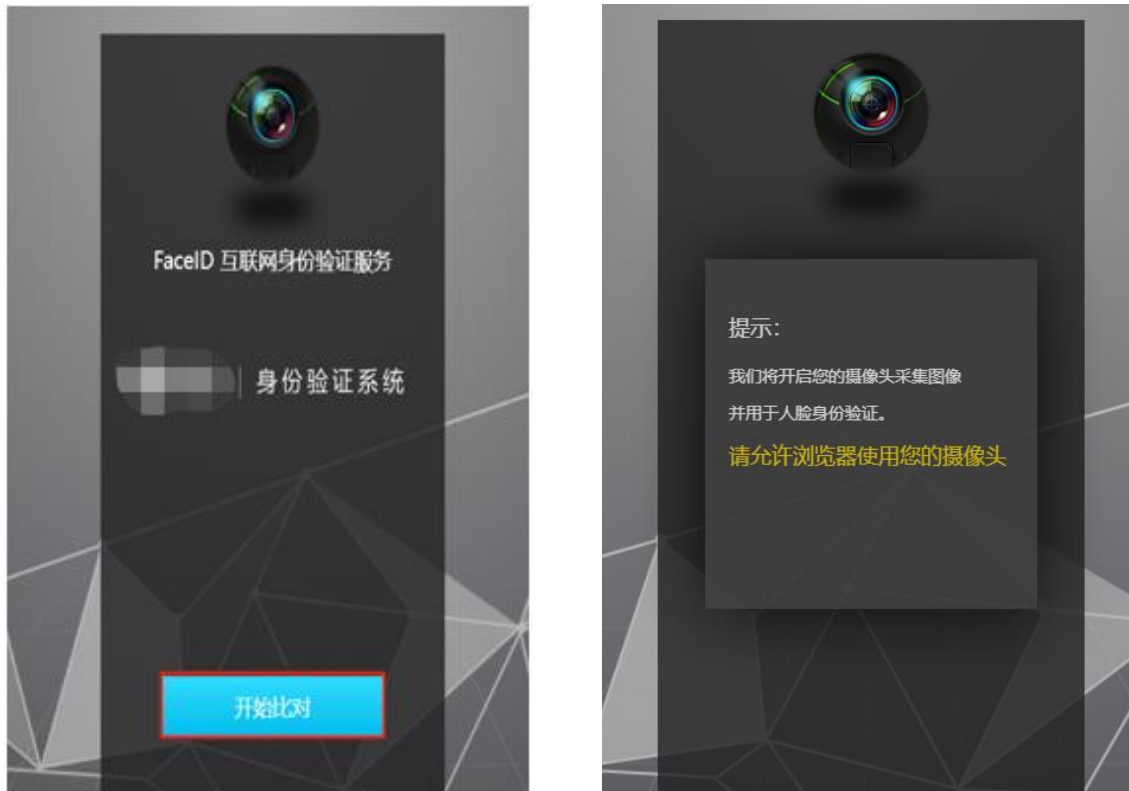 FaceID 互联网身份验证服务
身份验证系统
开始比对
提示：
我们将开启您的摄像头采集图像
并用于人脸身份验证。
请允许浏览器使用您的摄像头